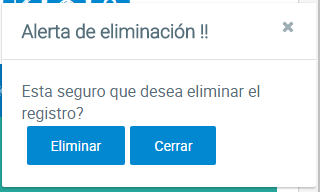 Alerta de eliminación !!
×
Esta seguro que desea eliminar el
registro?
Eliminar Cerrar